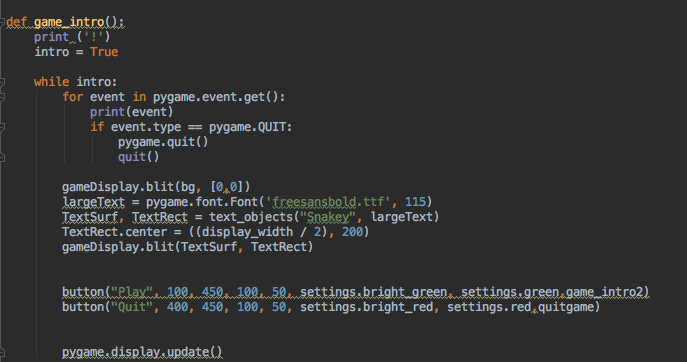 def game_intro():
    print ('!')
    intro = True
    while intro:
        for event in pygame.event.get():
            print(event)
            if event.type == pygame.QUIT:
                pygame.quit()
                quit()
        gameDisplay.blit(bg, [0,0])
        largeText = pygame.font.Font('freesansbold.ttf', 115)
        TextSurf, TextRect = text_objects("Snakey", largeText)
        TextRect.center = ((display_width / 2), 200)
        gameDisplay.blit(TextSurf, TextRect)
        button("Play", 100, 450, 100, 50, settings.bright_green, settings.green,game_intro2)
        button("Quit", 400, 450, 100, 50, settings.bright_red, settings.red,quitgame)
        pygame.display.update()